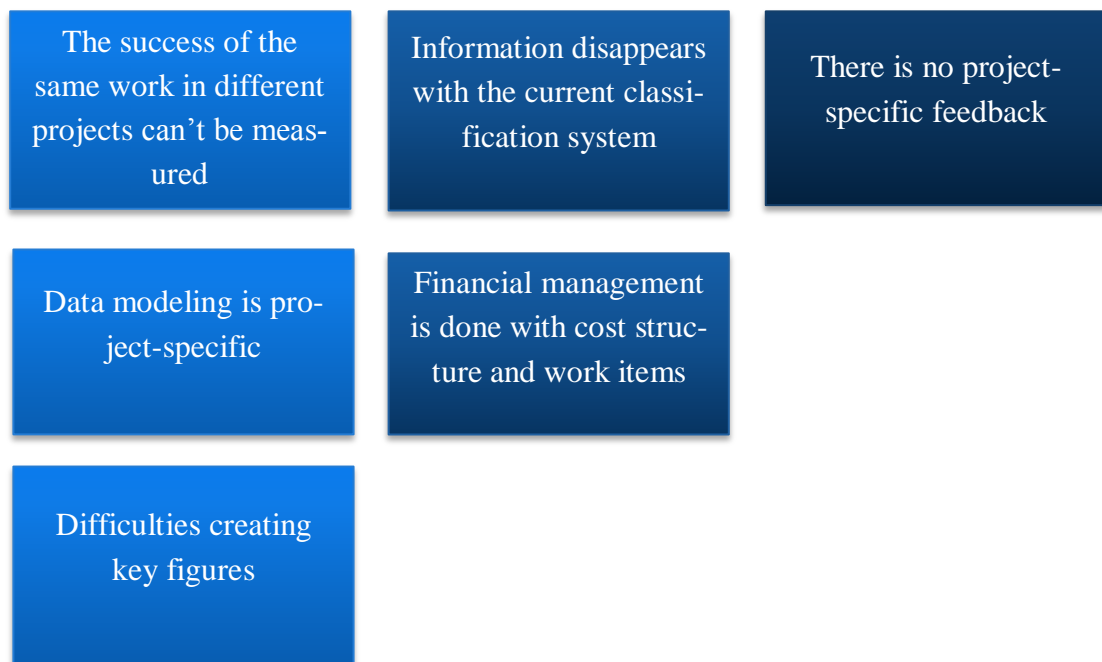 The success of the
same work in different
projects can’t be meas-
ured
Information disappears
with the current classi-
fication system
There is no project-
specific feedback
Data modeling is pro-
ject-specific
Financial management
is done with cost struc-
ture and work items
Difficulties creating
key figures